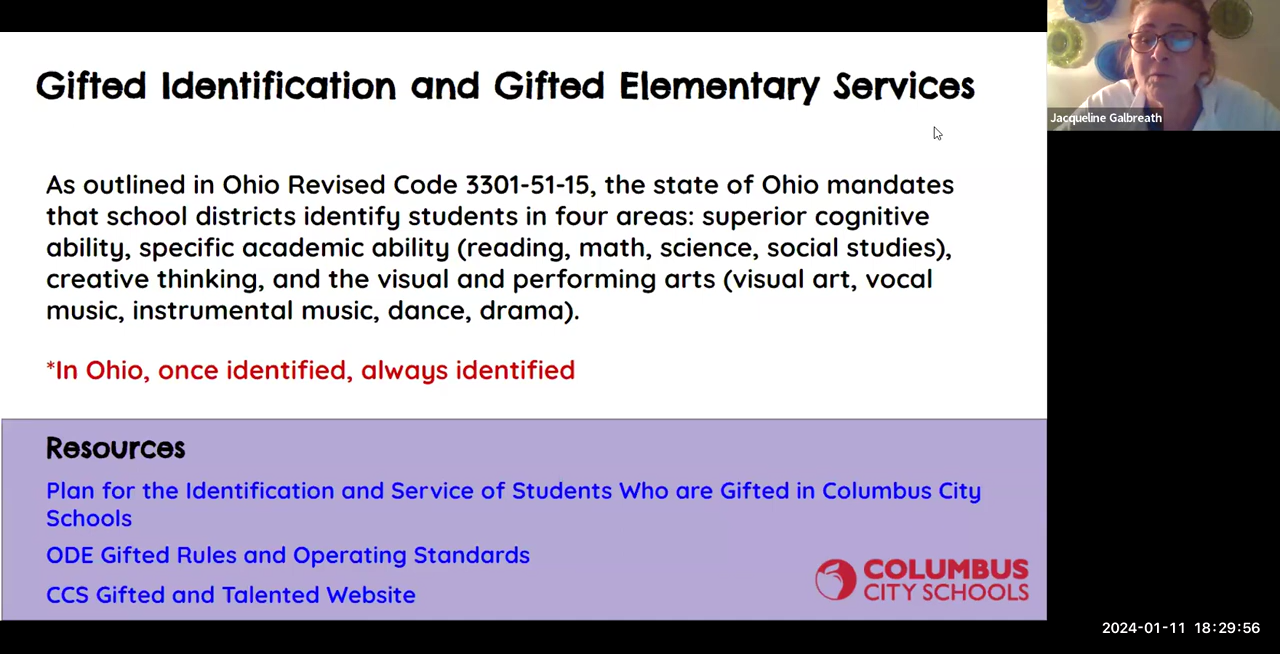 Gifted Identification and Gifted Elementary Services
Jacqueline Galbreath
As outlined in Ohio Revised Code 3301-51-15, the state of Ohio mandates
that school districts identify students in four areas: superior cognitive
ability, specific academic ability (reading, math, science, social studies),
creative thinking, and the visual and performing arts (visual art, vocal
music, instrumental music, dance, drama).
*In Ohio, once identified, always identified
Resources
Plan for the Identification and Service of Students Who are Gifted in Columbus City
Schools
ODE Gifted Rules and Operating Standards
CCS Gifted and Talented Website
COLUMBUS
CITY SCHOOLS
2024-01-11 18:29:56